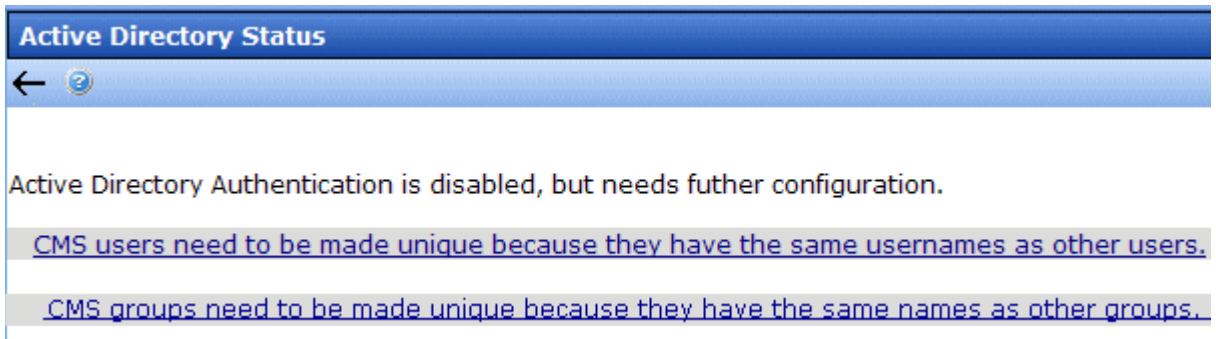 Active Directory Status
Active Directory Authentication is disabled, but needs futher configuration.
CMS users need to be made unique because they have the same usernames as other users.
CMS groups need to be made unique because they have the same names as other groups.